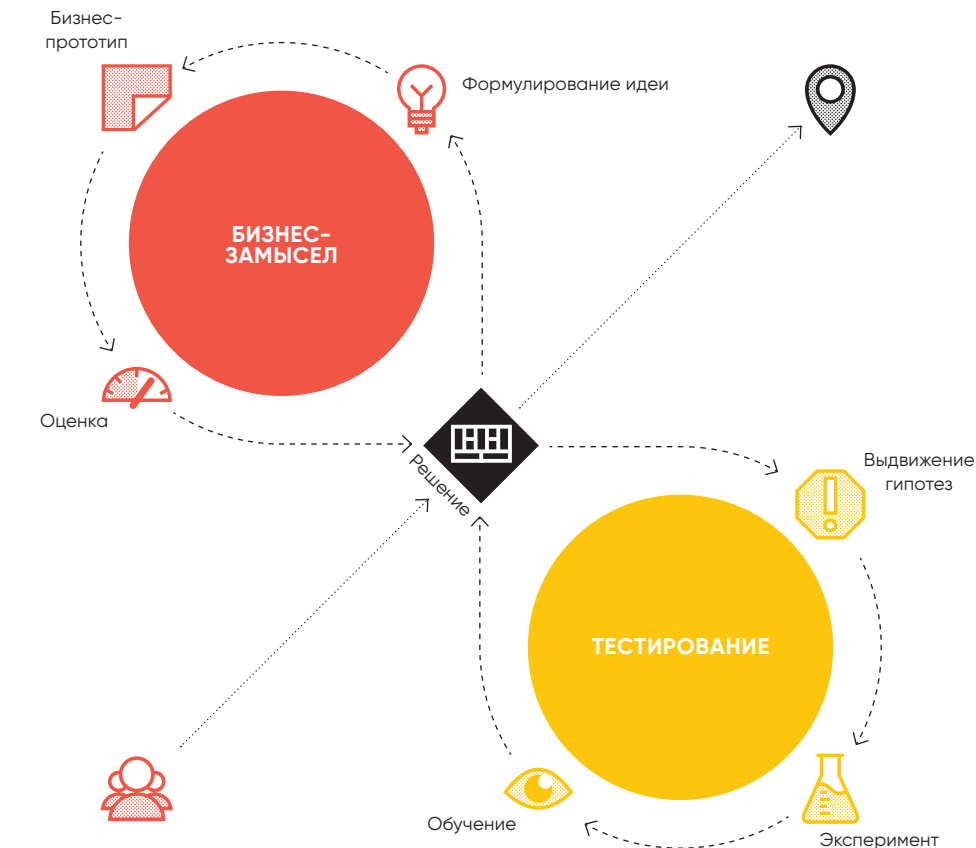 Бизнес-
прототип
Формулирование идеи
БИЗНЕС-
ЗАМЫСЕЛ
Оценка
Решение
Выдвижение
гипотез
ТЕСТИРОВАНИЕ
Обучение
Эксперимент